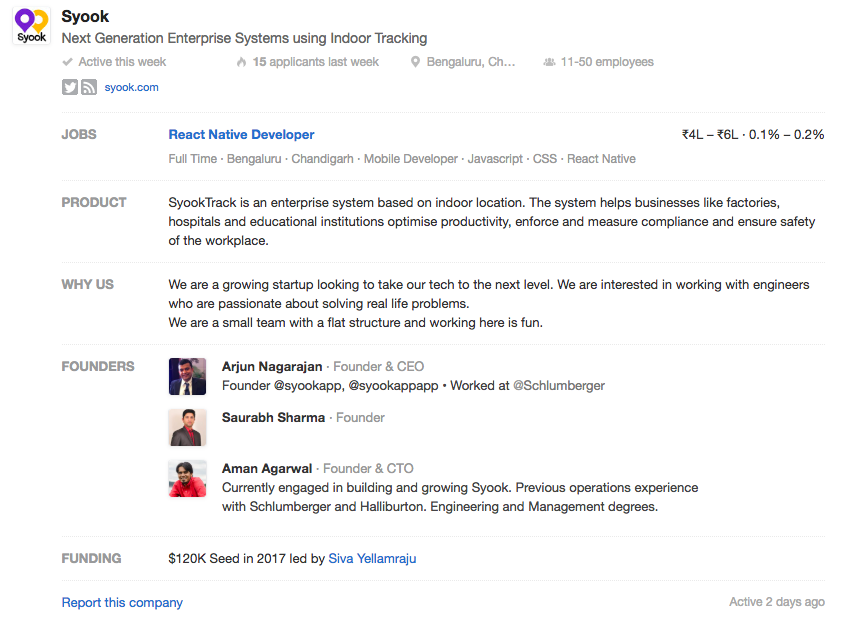 Syook
Syook
Next Generation Enterprise Systems using Indoor Tracking
Active this week 15 applicants last week Bengaluru, Ch... 11-50 employees
syook.com
JOBS React Native Developer ₹4L – ₹6L · 0.1% – 0.2%
Full Time · Bengaluru · Chandigarh · Mobile Developer · Javascript · CSS · React Native
PRODUCT SyookTrack is an enterprise system based on indoor location. The system helps businesses like factories,
hospitals and educational institutions optimise productivity, enforce and measure compliance and ensure safety
of the workplace.
WHY US We are a growing startup looking to take our tech to the next level. We are interested in working with engineers
who are passionate about solving real life problems.
We are a small team with a flat structure and working here is fun.
FOUNDERS Arjun Nagarajan · Founder & CEO
Founder @syookapp, @syookappapp • Worked at @Schlumberger
Saurabh Sharma · Founder
Aman Agarwal · Founder & CTO
Currently engaged in building and growing Syook. Previous operations experience
with Schlumberger and Halliburton. Engineering and Management degrees.
FUNDING $120K Seed in 2017 led by Siva Yellamraju
Report this company Active 2 days ago